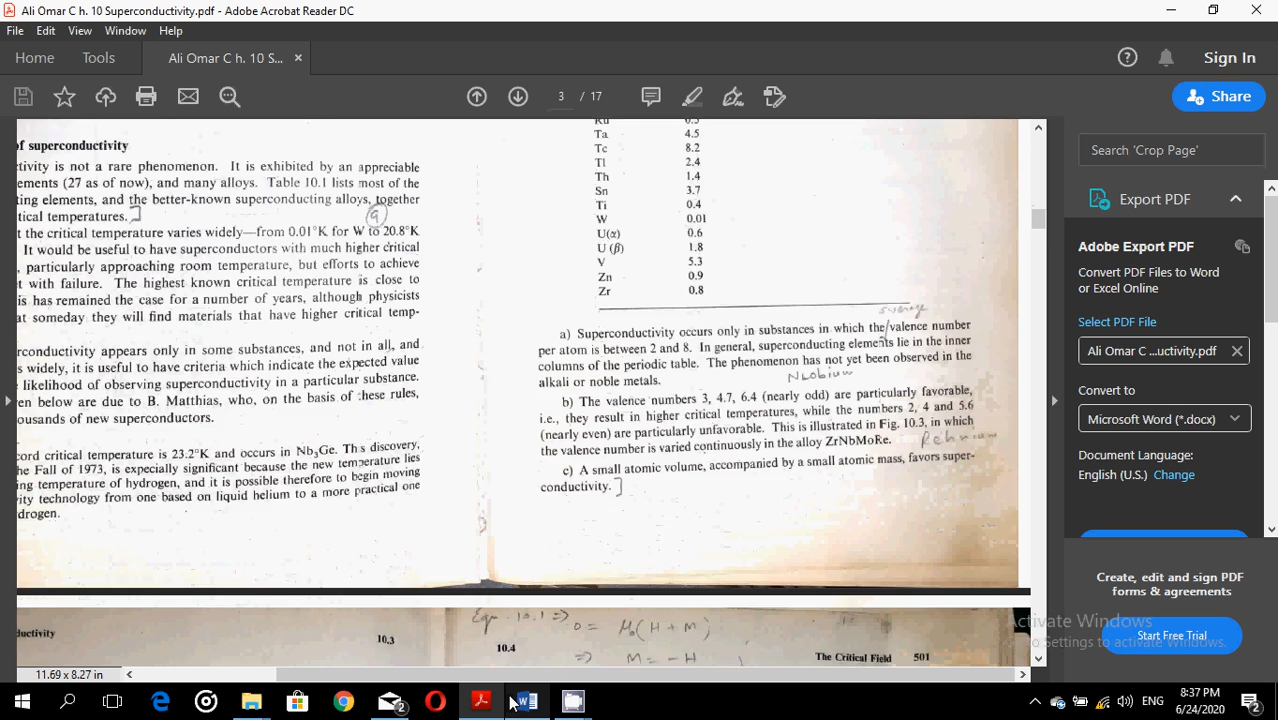 Ali Omar C h. 10 Superconductivity.pdf - Adobe Acrobat Reader DC
File Edit View Window Help
Home Tools Ali Omar C h. 10 S... ×
Sign In
3 / 17
Share
of superconductivity
ctivity is not a rare phenomenon. It is exhibited by an appreciable
ements (27 as of now), and many alloys. Table 10.1 lists most of the
ting elements, and the better-known superconducting alloys, together
tical temperatures.]
t the critical temperature varies widely—from 0.01°K for W to 20.8°K
It would be useful to have superconductors with much higher critical
, particularly approaching room temperature, but efforts to achieve
t with failure. The highest known critical temperature is close to
is has remained the case for a number of years, although physicists
at someday they will find materials that have higher critical temp-
rconductivity appears only in some substances, and not in all, and
s widely, it is useful to have criteria which indicate the expected value
likelihood of observing superconductivity in a particular substance.
en below are due to B. Matthias, who, on the basis of these rules,
ousands of new superconductors.
ord critical temperature is 23.2°K and occurs in Nb3Ge. This discovery,
he Fall of 1973, is especially significant because the new temperature lies
ng temperature of hydrogen, and it is possible therefore to begin moving
ity technology from one based on liquid helium to a more practical one
drogen.
Ru 0.5
Ta 4.5
Tc 8.2
Tl 2.4
Th 1.4
Sn 3.7
Ti 0.4
W 0.01
U(α) 0.6
U (β) 1.8
V 5.3
Zn 0.9
Zr 0.8
average
a) Superconductivity occurs only in substances in which the/valence number
per atom is between 2 and 8. In general, superconducting elements lie in the inner
columns of the periodic table. The phenomenon has not yet been observed in the
alkali or noble metals.
Niobium
b) The valence numbers 3, 4.7, 6.4 (nearly odd) are particularly favorable,
i.e., they result in higher critical temperatures, while the numbers 2, 4 and 5.6
(nearly even) are particularly unfavorable. This is illustrated in Fig. 10.3, in which
the valence number is varied continuously in the alloy ZrNbMoRe.
Rehnium
c) A small atomic volume, accompanied by a small atomic mass, favors super-
conductivity.]
ductivity 10.3
Eqn. 10.1 =>
0 = μ0(H + M)
=> M = -H
10.4
The Critical Field 501
11.69 x 8.27 in
Search 'Crop Page'
Export PDF
Adobe Export PDF
Convert PDF Files to Word
or Excel Online
Select PDF File
Ali Omar C ...uctivity.pdf
Convert to
Microsoft Word (*.docx)
Document Language:
English (U.S.) Change
Create, edit and sign PDF
forms & agreements
Start Free Trial
Activate Windows
o Settings to activate Windows.
2
ENG
8:37 PM
6/24/2020
2